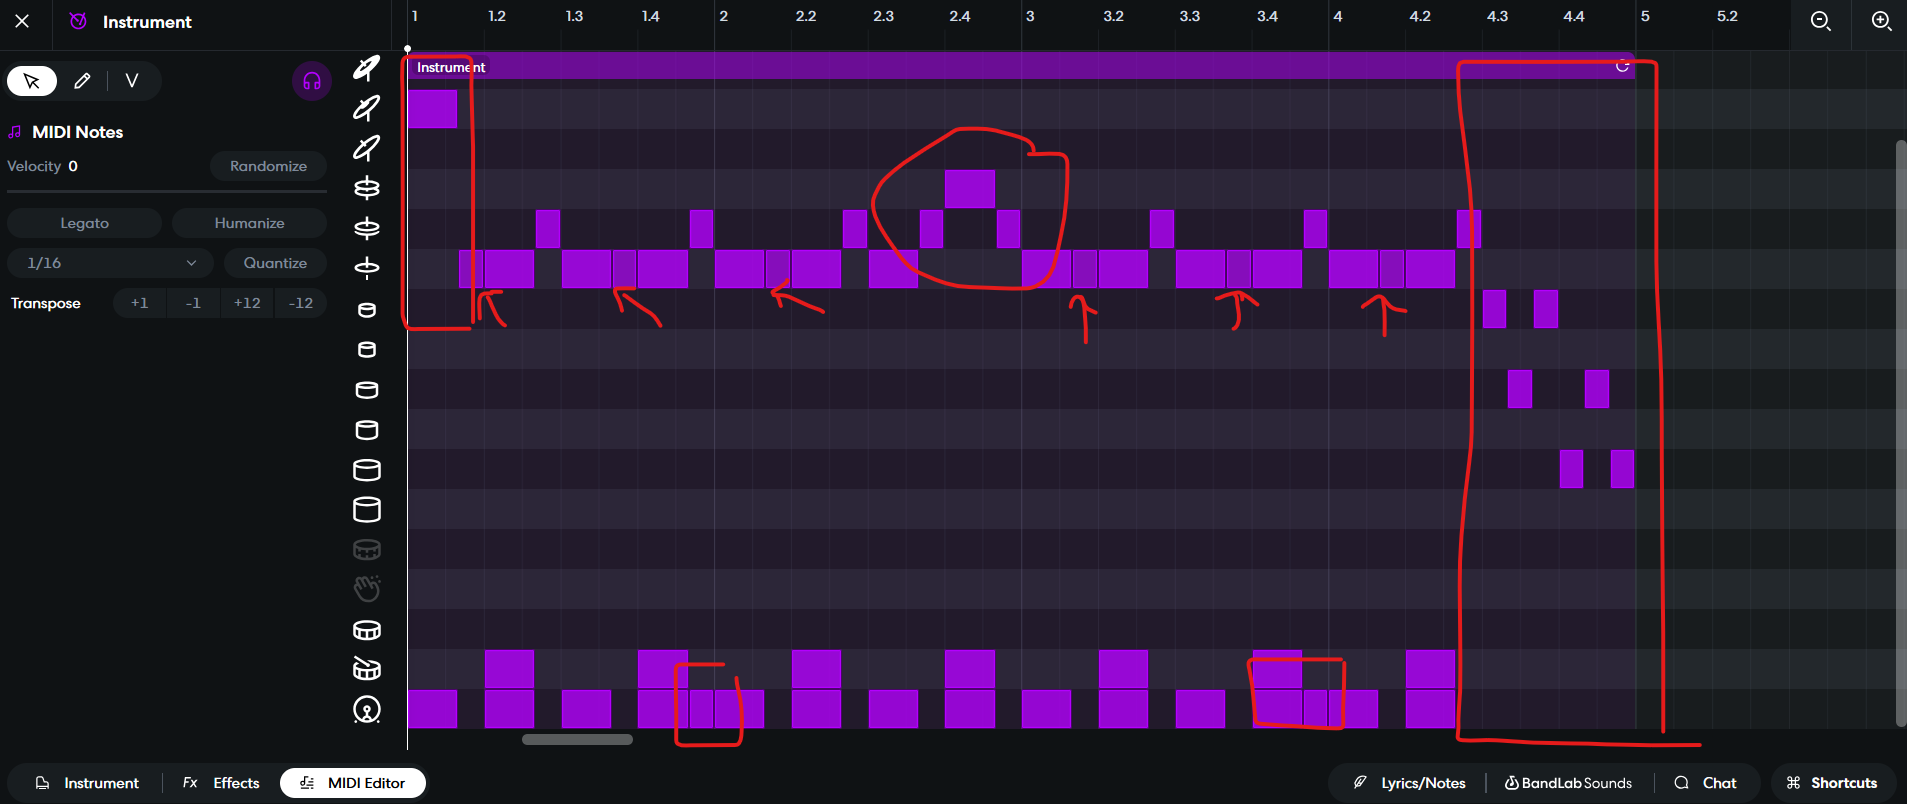 Instrument
1 1.2 1.3 1.4 2 2.2 2.3 2.4 3 3.2 3.3 3.4 4 4.2 4.3 4.4 5 5.2
Instrument
MIDI Notes
Velocity 0 Randomize
Legato Humanize
1/16 Quantize
Transpose +1 -1 +12 -12
Instrument Fx Effects MIDI Editor Lyrics/Notes BandLab Sounds Chat Shortcuts